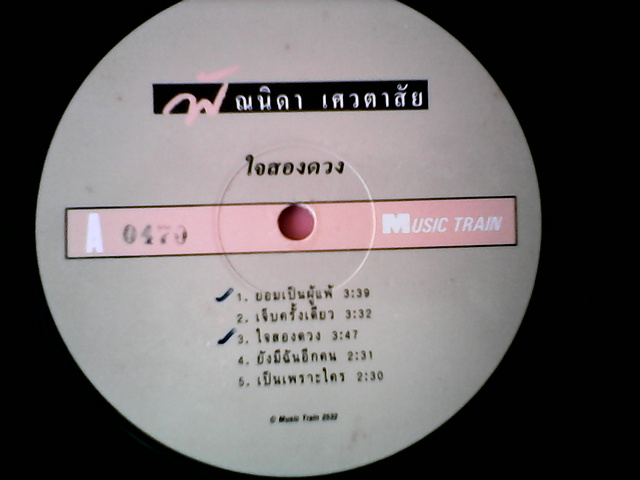 ณนิดา เศวตาสัย
ใจสองดวง
A 0479 MUSIC TRAIN
1. ยอมเป็นผู้แพ้ 3:39
2. เจ็บครั้งเดียว 3:32
3. ใจสองดวง 3:47
4. ยังมีฉันอีกคน 2:31
5. เป็นเพราะใคร 2:30
© Music Train 2532